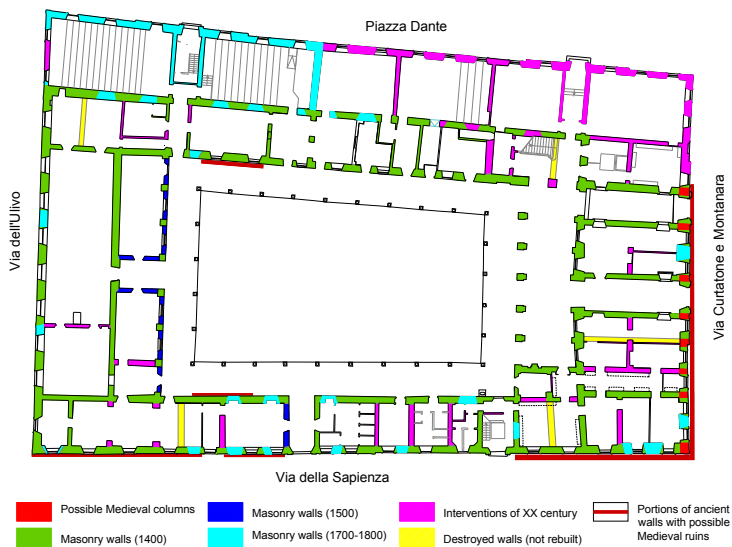 Piazza Dante
Via dell'Ulivo
Via Curtatone e Montanara
Via della Sapienza
Possible Medieval columns
Masonry walls (1400)
Masonry walls (1500)
Masonry walls (1700-1800)
Interventions of XX century
Destroyed walls (not rebuilt)
Portions of ancient
walls with possible
Medieval ruins